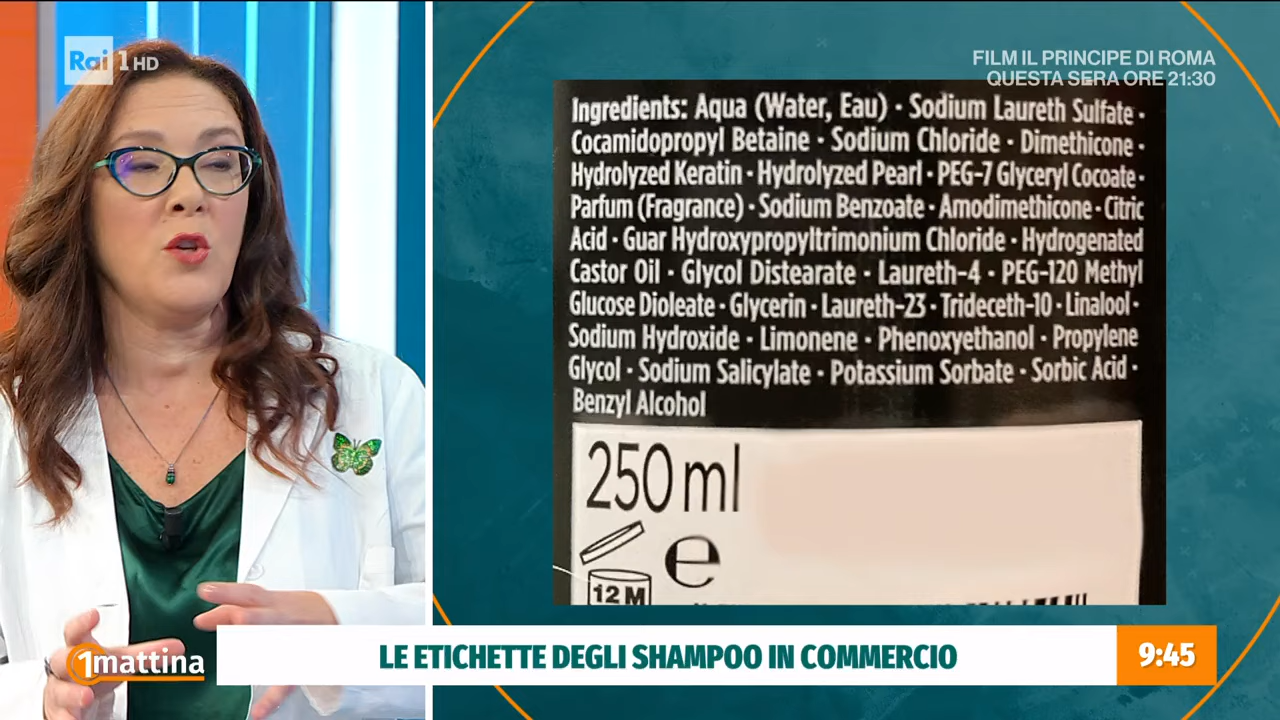 Rai 1 HD
FILM IL PRINCIPE DI ROMA
QUESTA SERA ORE 21:30
Ingredients: Aqua (Water, Eau) · Sodium Laureth Sulfate ·
Cocamidopropyl Betaine · Sodium Chloride · Dimethicone ·
Hydrolyzed Keratin · Hydrolyzed Pearl · PEG-7 Glyceryl Cocoate ·
Parfum (Fragrance) · Sodium Benzoate · Amodimethicone · Citric
Acid · Guar Hydroxypropyltrimonium Chloride · Hydrogenated
Castor Oil · Glycol Distearate · Laureth-4 · PEG-120 Methyl
Glucose Dioleate · Glycerin · Laureth-23 · Trideceth-10 · Linalool ·
Sodium Hydroxide · Limonene · Phenoxyethanol · Propylene
Glycol · Sodium Salicylate · Potassium Sorbate · Sorbic Acid ·
Benzyl Alcohol
250 ml
e
12 M
1mattina
LE ETICHETTE DEGLI SHAMPOO IN COMMERCIO
9:45